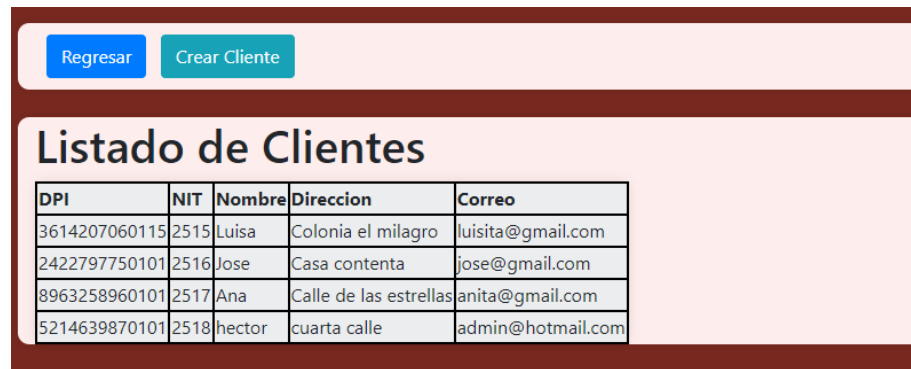 Regresar Crear Cliente
Listado de Clientes
DPI NIT Nombre Direccion Correo
3614207060115 2515 Luisa Colonia el milagro luisita@gmail.com
2422797750101 2516 Jose Casa contenta jose@gmail.com
8963258960101 2517 Ana Calle de las estrellas anita@gmail.com
5214639870101 2518 hector cuarta calle admin@hotmail.com